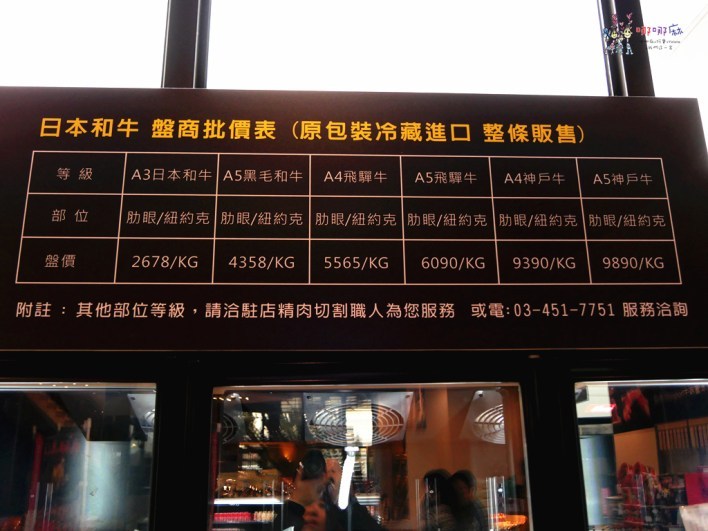 哪哪麻
日本和牛 盤商批價表 (原包裝冷藏進口 整條販售)
等級 A3日本和牛 A5黑毛和牛 A4飛驒牛 A5飛驒牛 A4神戶牛 A5神戶牛
部位 肋眼/紐約克 肋眼/紐約克 肋眼/紐約克 肋眼/紐約克 肋眼/紐約克 肋眼/紐約克
盤價 2678/KG 4358/KG 5565/KG 6090/KG 9390/KG 9890/KG
附註：其他部位等級，請洽駐店精肉切割職人為您服務 或電:03-451-7751 服務洽詢